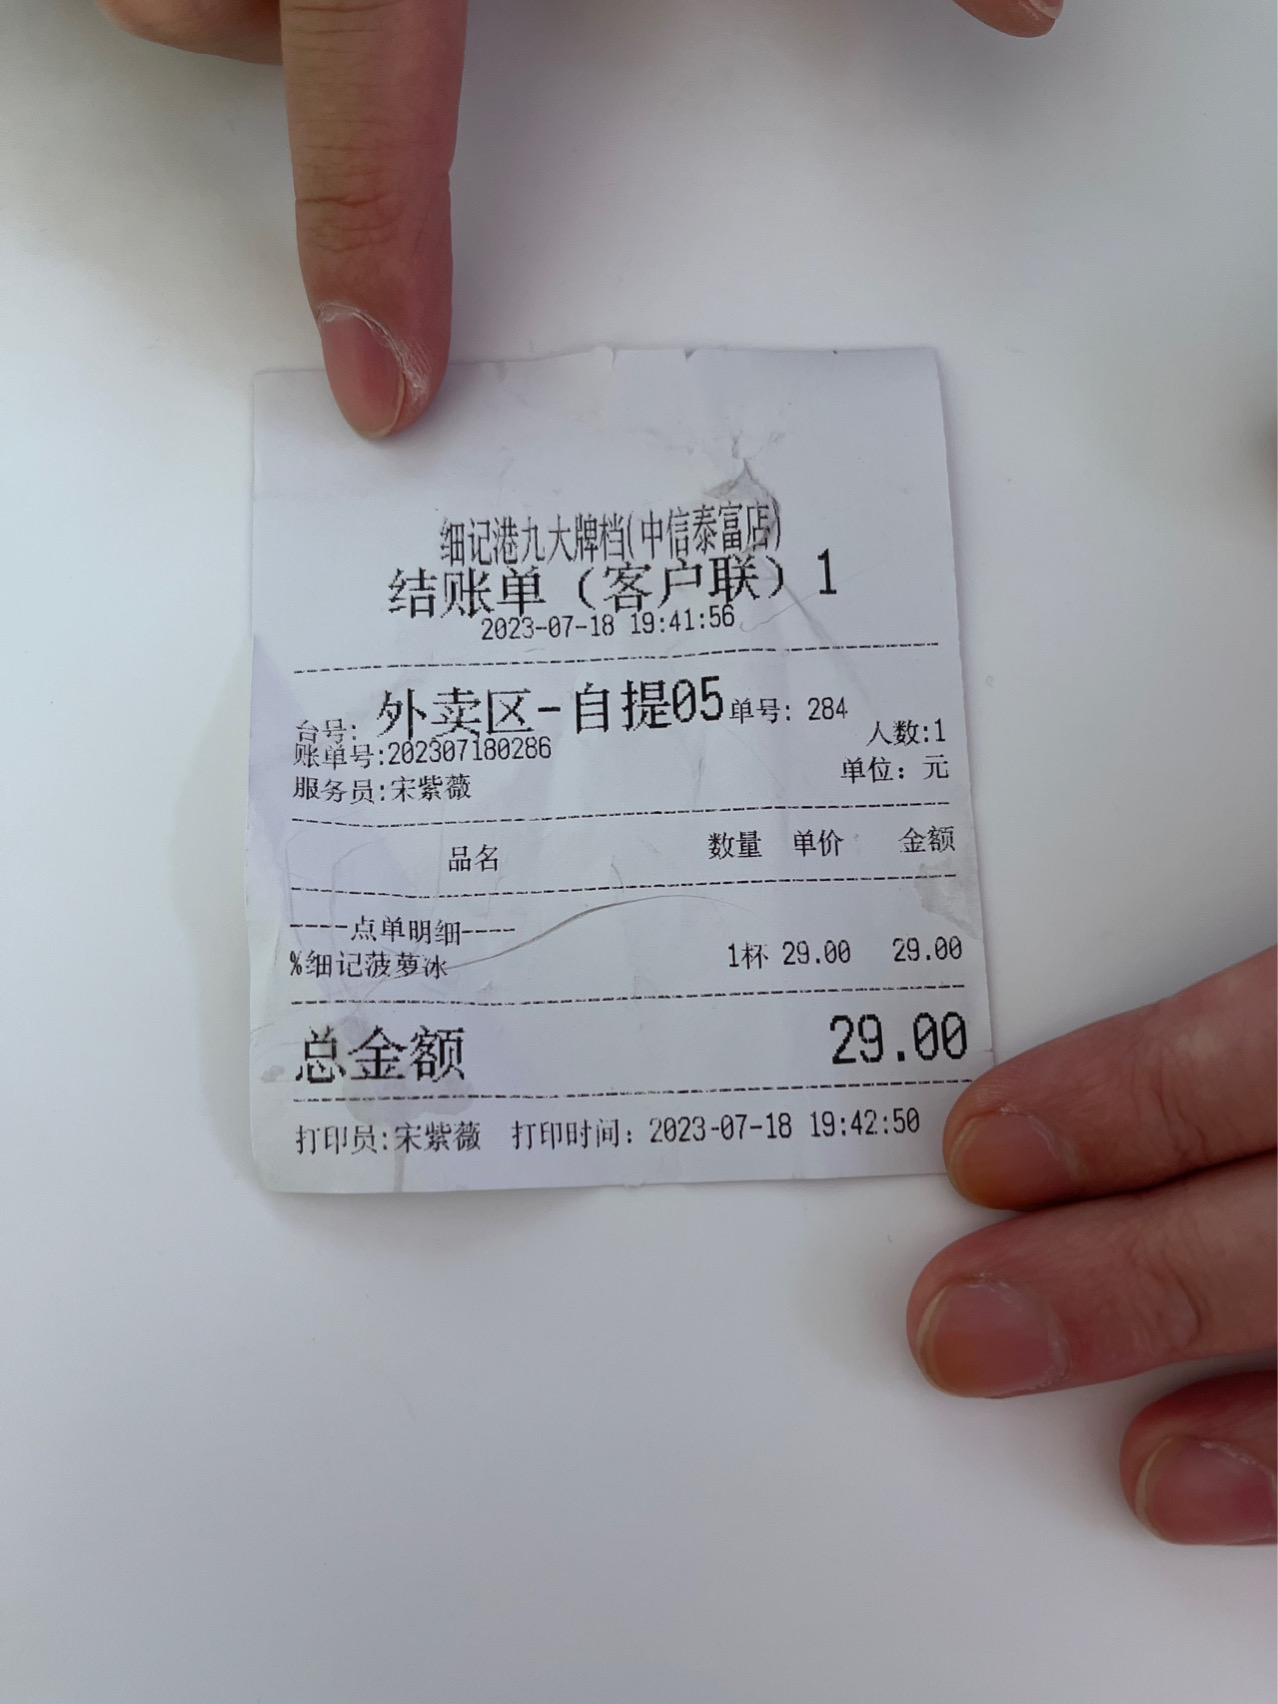 细记港九大牌档(中信泰富店)
结账单（客户联）1
2023-07-18 19:41:56
台号: 外卖区-自提05 单号: 284
账单号:202307180286 人数:1
服务员:宋紫薇 单位：元
品名 数量 单价 金额
----点单明细----
%细记菠萝冰 1杯 29.00 29.00
总金额 29.00
打印员:宋紫薇 打印时间：2023-07-18 19:42:50